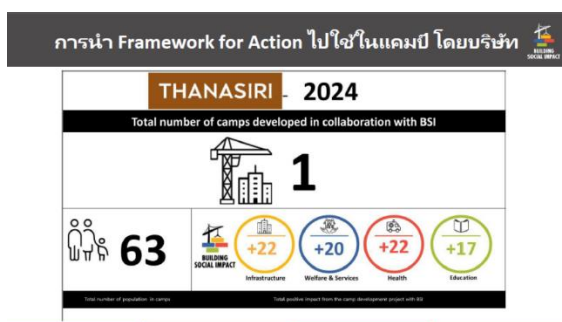 การนำ Framework for Action ไปใช้ในแคมป์ โดยบริษัท
BUILDING
SOCIAL IMPACT
THANASIRI - 2024
Total number of camps developed in collaboration with BSI
1
63
BUILDING
SOCIAL IMPACT
+22
+20
+22
+17
Infrastructure
Welfare & Services
Health
Education
Total number of population in camps
Total positive impact from the camp development project with BSI